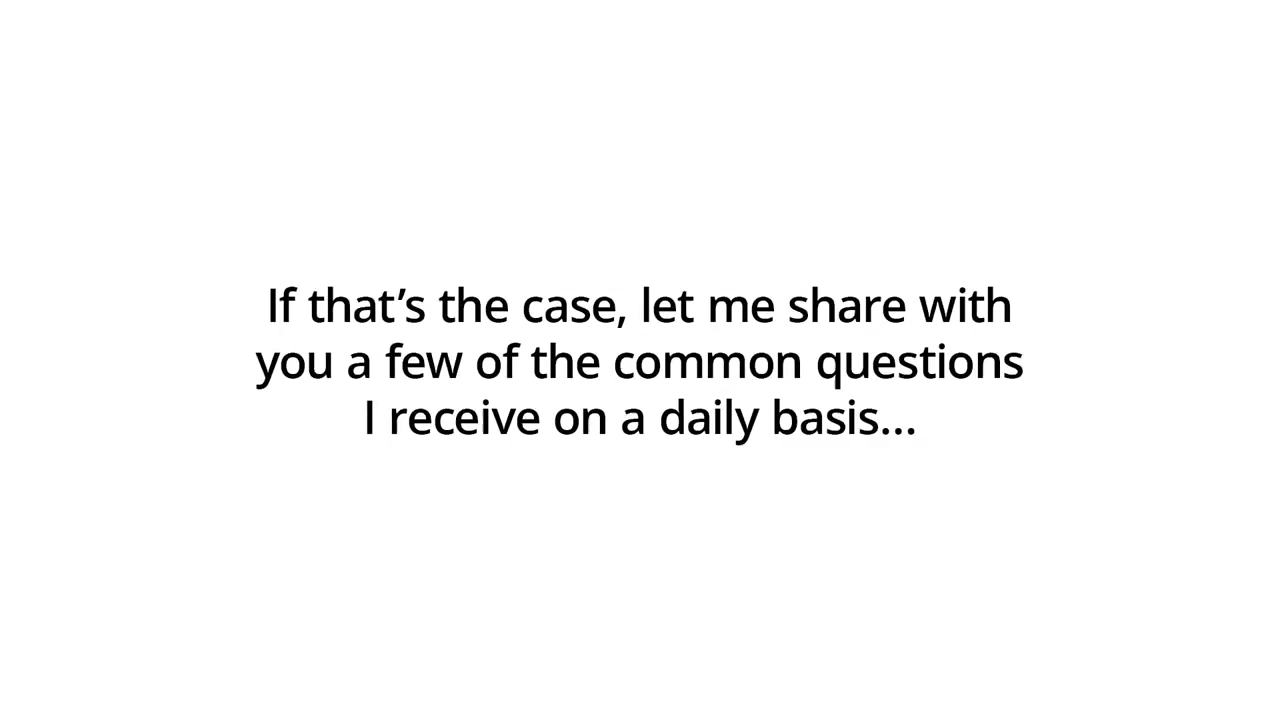 If that’s the case, let me share with
you a few of the common questions
I receive on a daily basis...